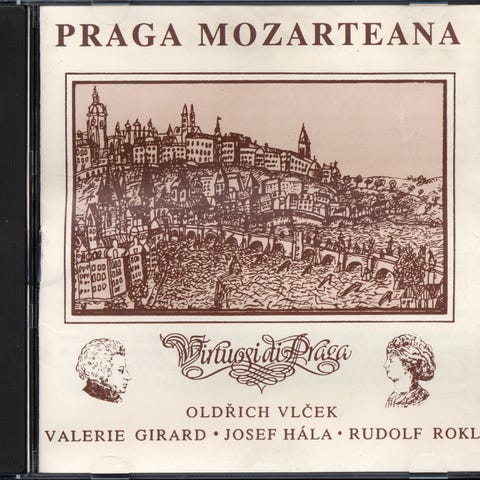 PRAGA MOZARTEANA
Virtuosi di Praga
OLDŘICH VLČEK
VALERIE GIRARD • JOSEF HÁLA • RUDOLF ROKL